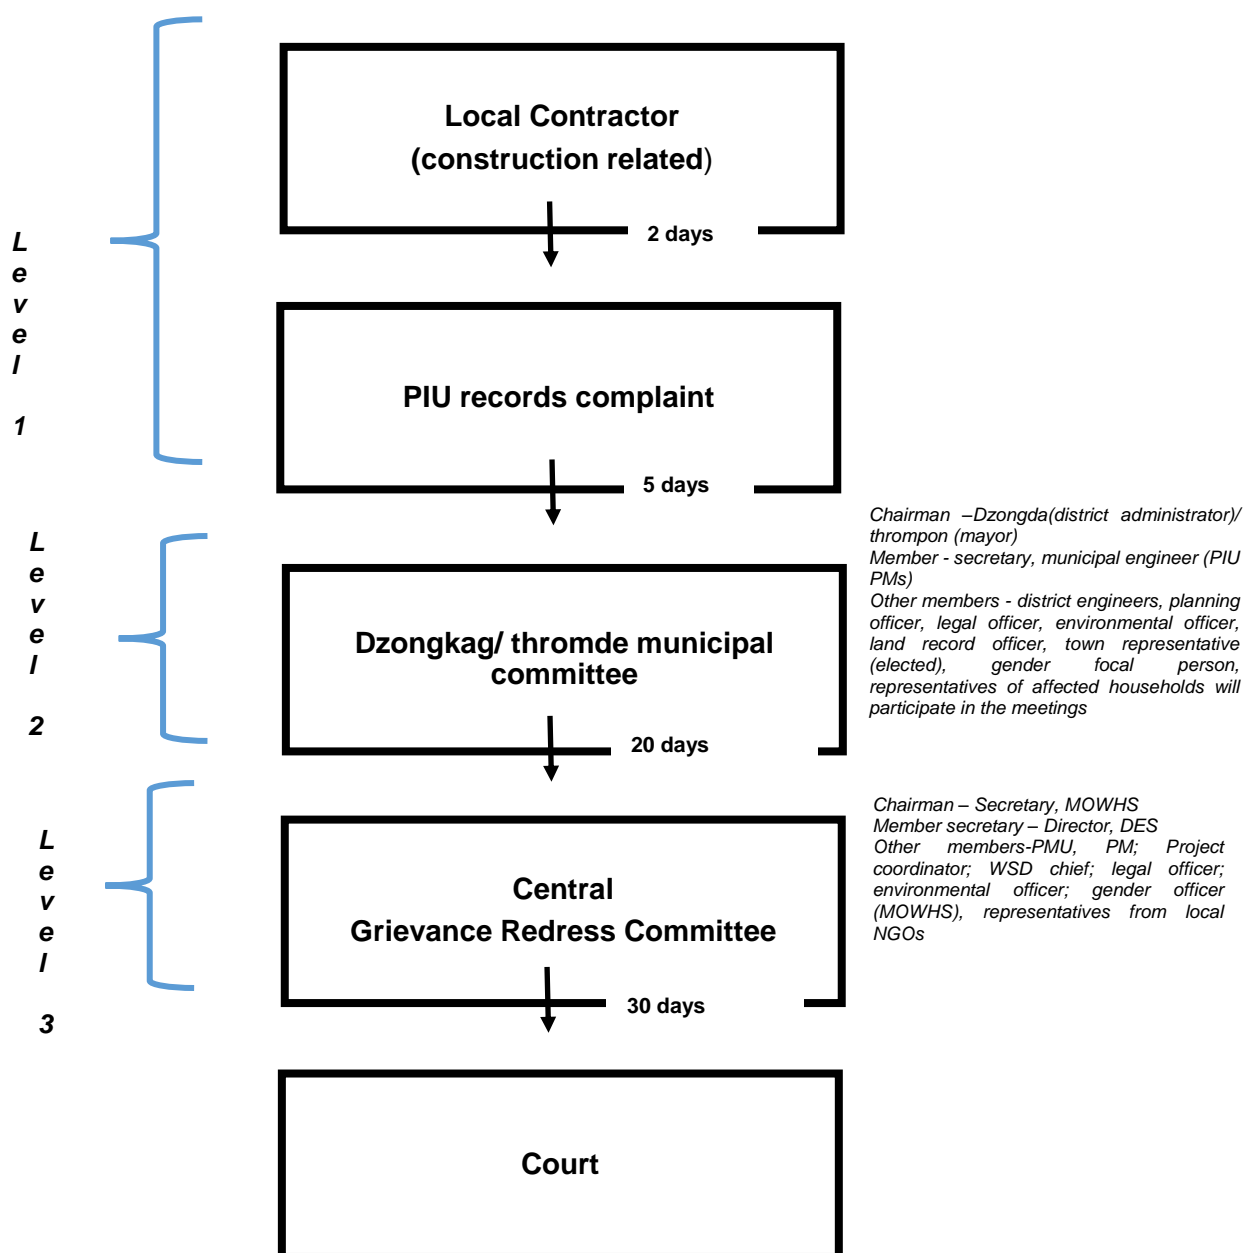 Local Contractor
(construction related)
2 days
Level 1
PIU records complaint
5 days
Chairman –Dzongda(district administrator)/
thrompon (mayor)
Member - secretary, municipal engineer (PIU
PMs)
Other members - district engineers, planning
officer, legal officer, environmental officer,
land record officer, town representative
(elected), gender focal person,
representatives of affected households will
participate in the meetings
Level 2
Dzongkag/ thromde municipal
committee
20 days
Chairman – Secretary, MOWHS
Member secretary – Director, DES
Other members-PMU, PM; Project
coordinator; WSD chief; legal officer;
environmental officer; gender officer
(MOWHS), representatives from local
NGOs
Level 3
Central
Grievance Redress Committee
30 days
Court